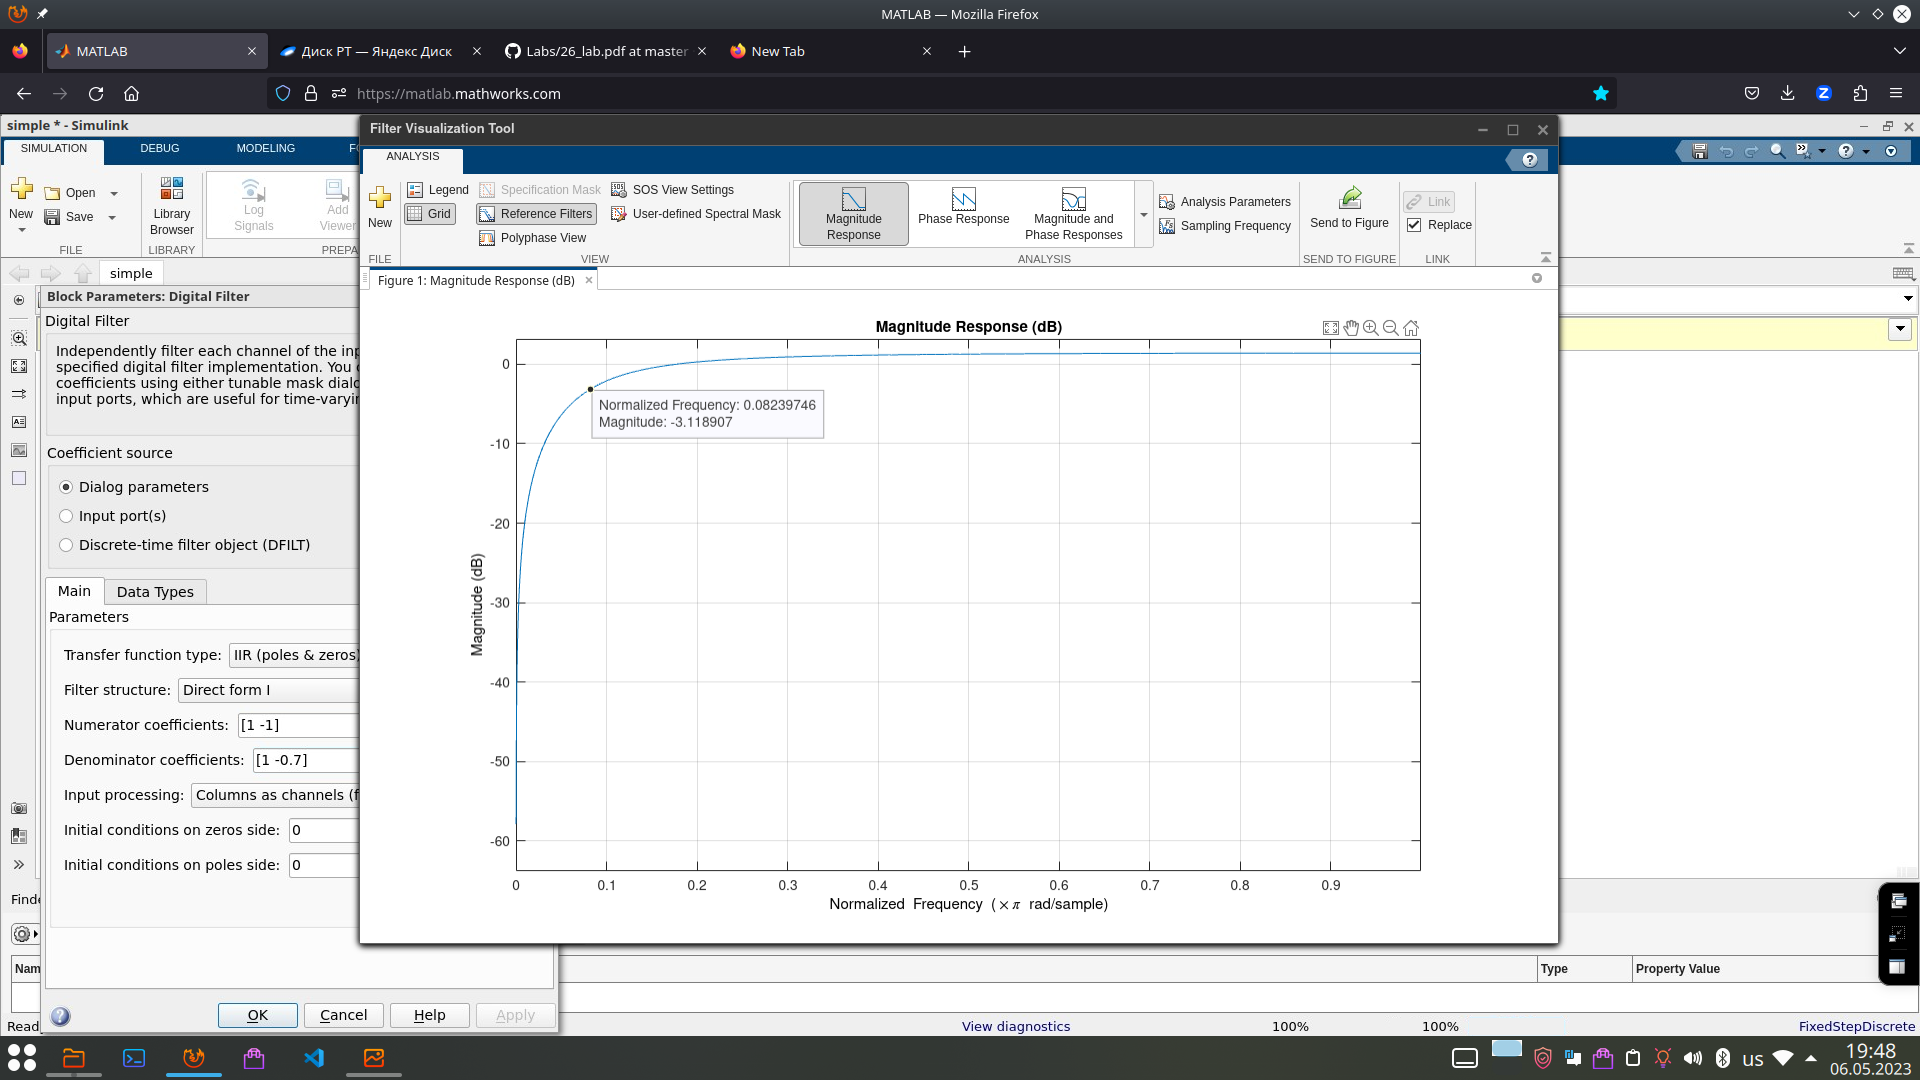 MATLAB — Mozilla Firefox
MATLAB
Диск РТ — Яндекс Диск
Labs/26_lab.pdf at master
New Tab
https://matlab.mathworks.com
simple * - Simulink
SIMULATION
DEBUG
MODELING
New
Open
Save
Library
Browser
Log
Signals
Add
Viewer
FILE
LIBRARY
PREPA
simple
Block Parameters: Digital Filter
Digital Filter
Independently filter each channel of the inp
specified digital filter implementation. You c
coefficients using either tunable mask dialo
input ports, which are useful for time-varyin
Coefficient source
Dialog parameters
Input port(s)
Discrete-time filter object (DFILT)
Main
Data Types
Parameters
Transfer function type: IIR (poles & zeros)
Filter structure: Direct form I
Numerator coefficients: [1 -1]
Denominator coefficients: [1 -0.7]
Input processing: Columns as channels (f
Initial conditions on zeros side: 0
Initial conditions on poles side: 0
OK
Cancel
Help
Apply
Filter Visualization Tool
ANALYSIS
New
Legend
Grid
Specification Mask
Reference Filters
Polyphase View
SOS View Settings
User-defined Spectral Mask
Magnitude
Response
Phase Response
Magnitude and
Phase Responses
Analysis Parameters
Sampling Frequency
Send to Figure
Link
Replace
FILE
VIEW
ANALYSIS
SEND TO FIGURE
LINK
Figure 1: Magnitude Response (dB)
Magnitude Response (dB)
Normalized Frequency: 0.08239746
Magnitude: -3.118907
0
-10
-20
-30
-40
-50
-60
Magnitude (dB)
0
0.1
0.2
0.3
0.4
0.5
0.6
0.7
0.8
0.9
Normalized Frequency (×π rad/sample)
Finde
Nam
Type
Property Value
Read
View diagnostics
100%
100%
FixedStepDiscrete
us
19:48
06.05.2023